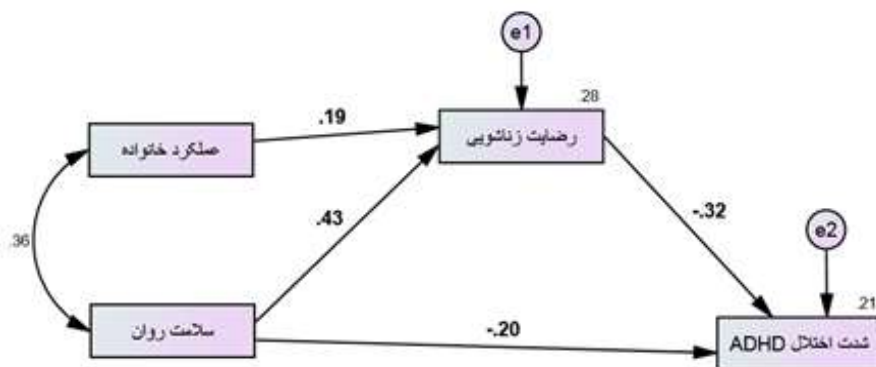 e1
.28
رضایت زناشویی
.19
عملکرد خانواده
.36
.43
-.32
e2
.21
سلامت روان
-.20
شدت اختلال ADHD